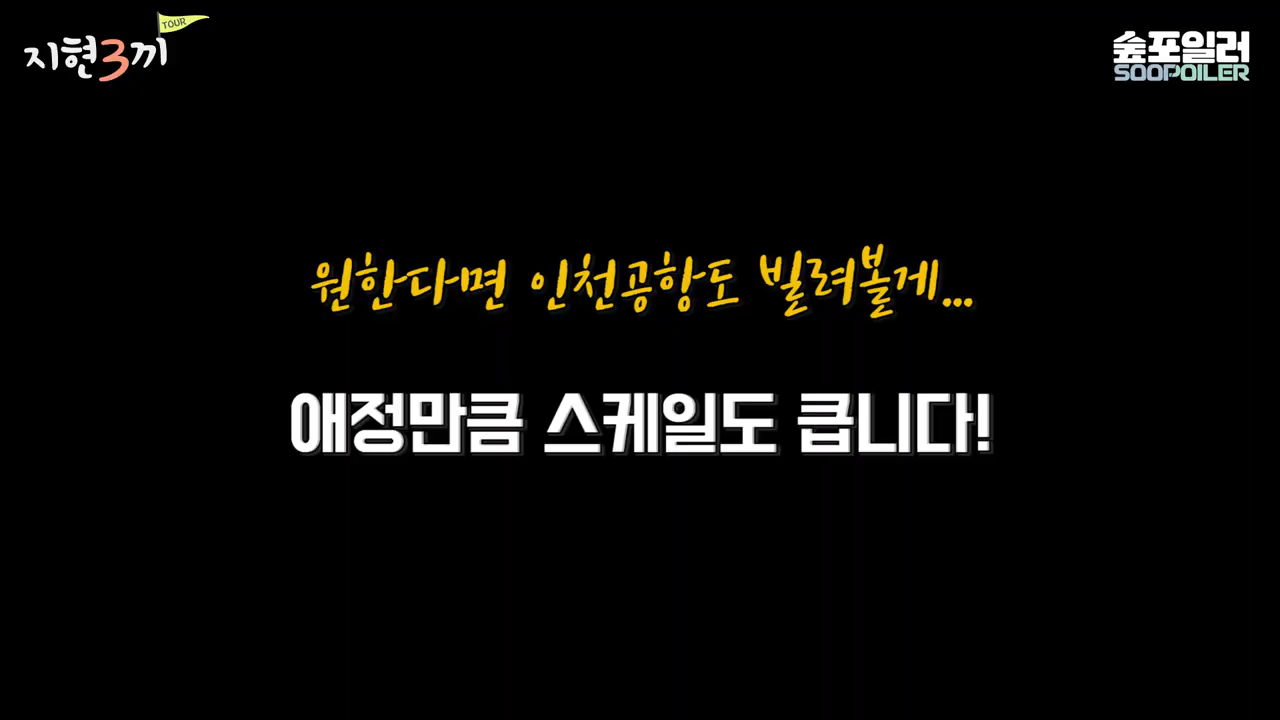 TOUR
지현3끼
숲포일러
SOOPOILER
원한다면 인천공항도 빌려볼게...
애정만큼 스케일도 큽니다!